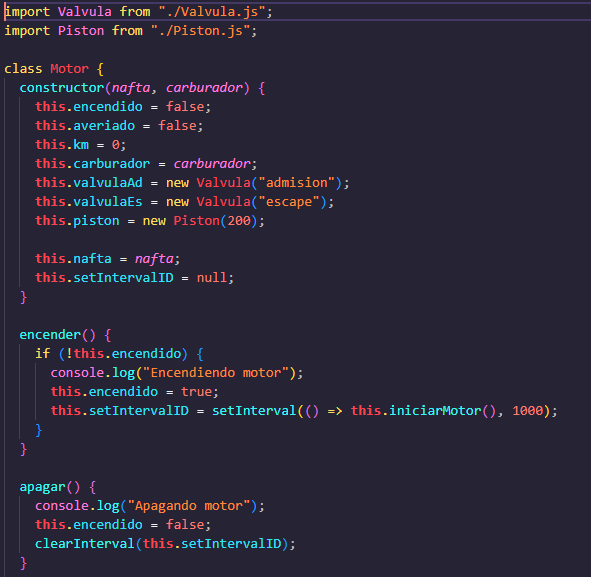 import Valvula from "./Valvula.js";
import Piston from "./Piston.js";
class Motor {
constructor(nafta, carburador) {
this.encendido = false;
this.averiado = false;
this.km = 0;
this.carburador = carburador;
this.valvulaAd = new Valvula("admision");
this.valvulaEs = new Valvula("escape");
this.piston = new Piston(200);
this.nafta = nafta;
this.setIntervalID = null;
}
encender() {
if (!this.encendido) {
console.log("Encendiendo motor");
this.encendido = true;
this.setIntervalID = setInterval(() => this.iniciarMotor(), 1000);
}
}
apagar() {
console.log("Apagando motor");
this.encendido = false;
clearInterval(this.setIntervalID);
}